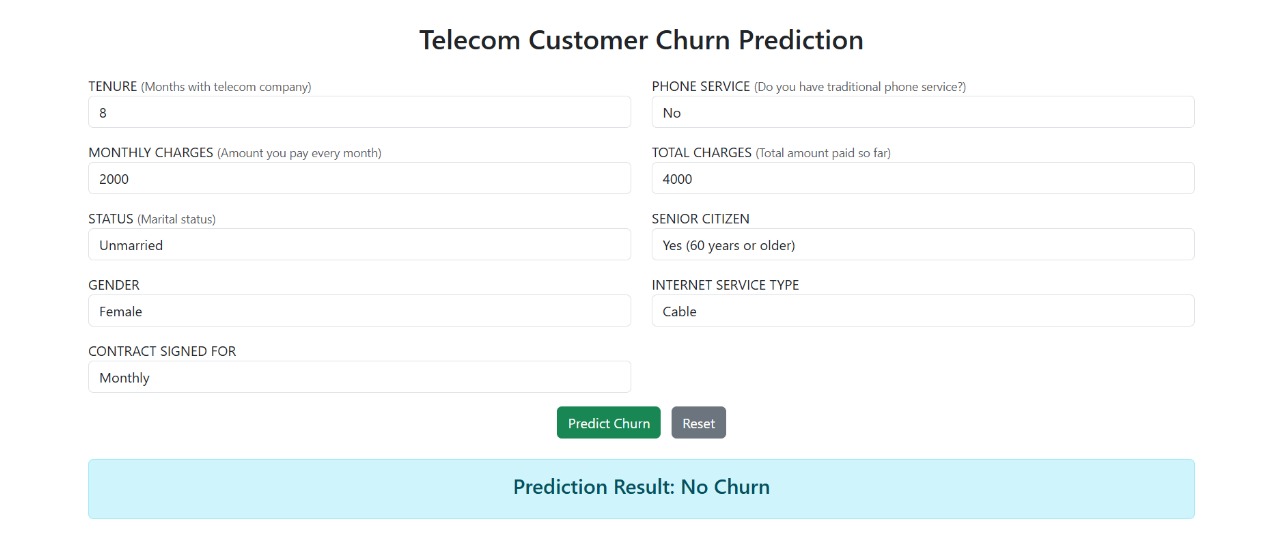 Telecom Customer Churn Prediction
TENURE (Months with telecom company)
8
PHONE SERVICE (Do you have traditional phone service?)
No
MONTHLY CHARGES (Amount you pay every month)
2000
TOTAL CHARGES (Total amount paid so far)
4000
STATUS (Marital status)
Unmarried
SENIOR CITIZEN
Yes (60 years or older)
GENDER
Female
INTERNET SERVICE TYPE
Cable
CONTRACT SIGNED FOR
Monthly
Predict Churn
Reset
Prediction Result: No Churn